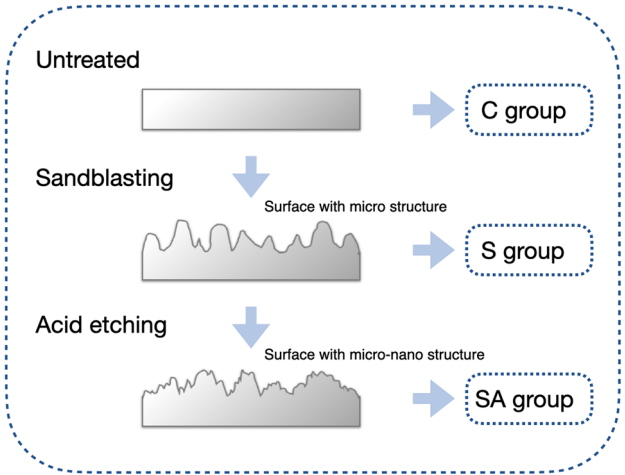 Untreated
C group
Sandblasting
Surface with micro structure
S group
Acid etching
Surface with micro-nano structure
SA group